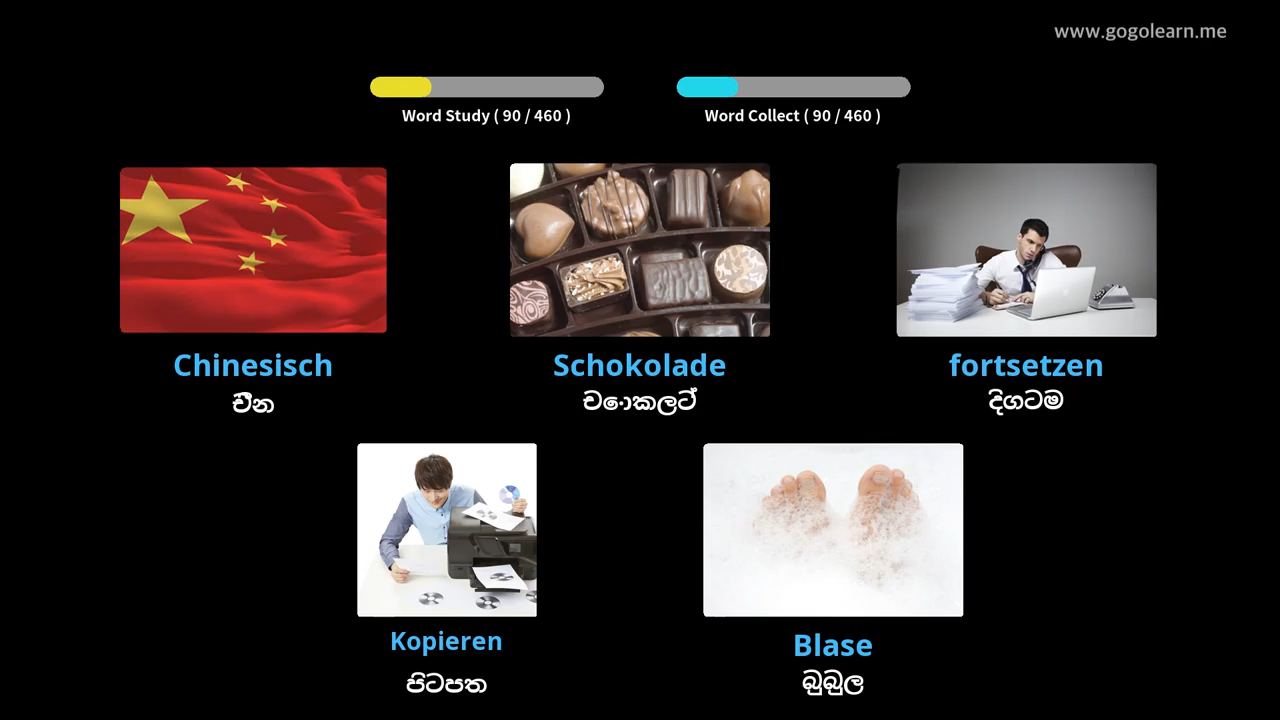 www.gogolearn.me
Word Study ( 90 / 460 )
Word Collect ( 90 / 460 )
Chinesisch
චීන
Schokolade
චොකලට්
fortsetzen
දිගටම
Kopieren
පිටපත
Blase
බුබුල